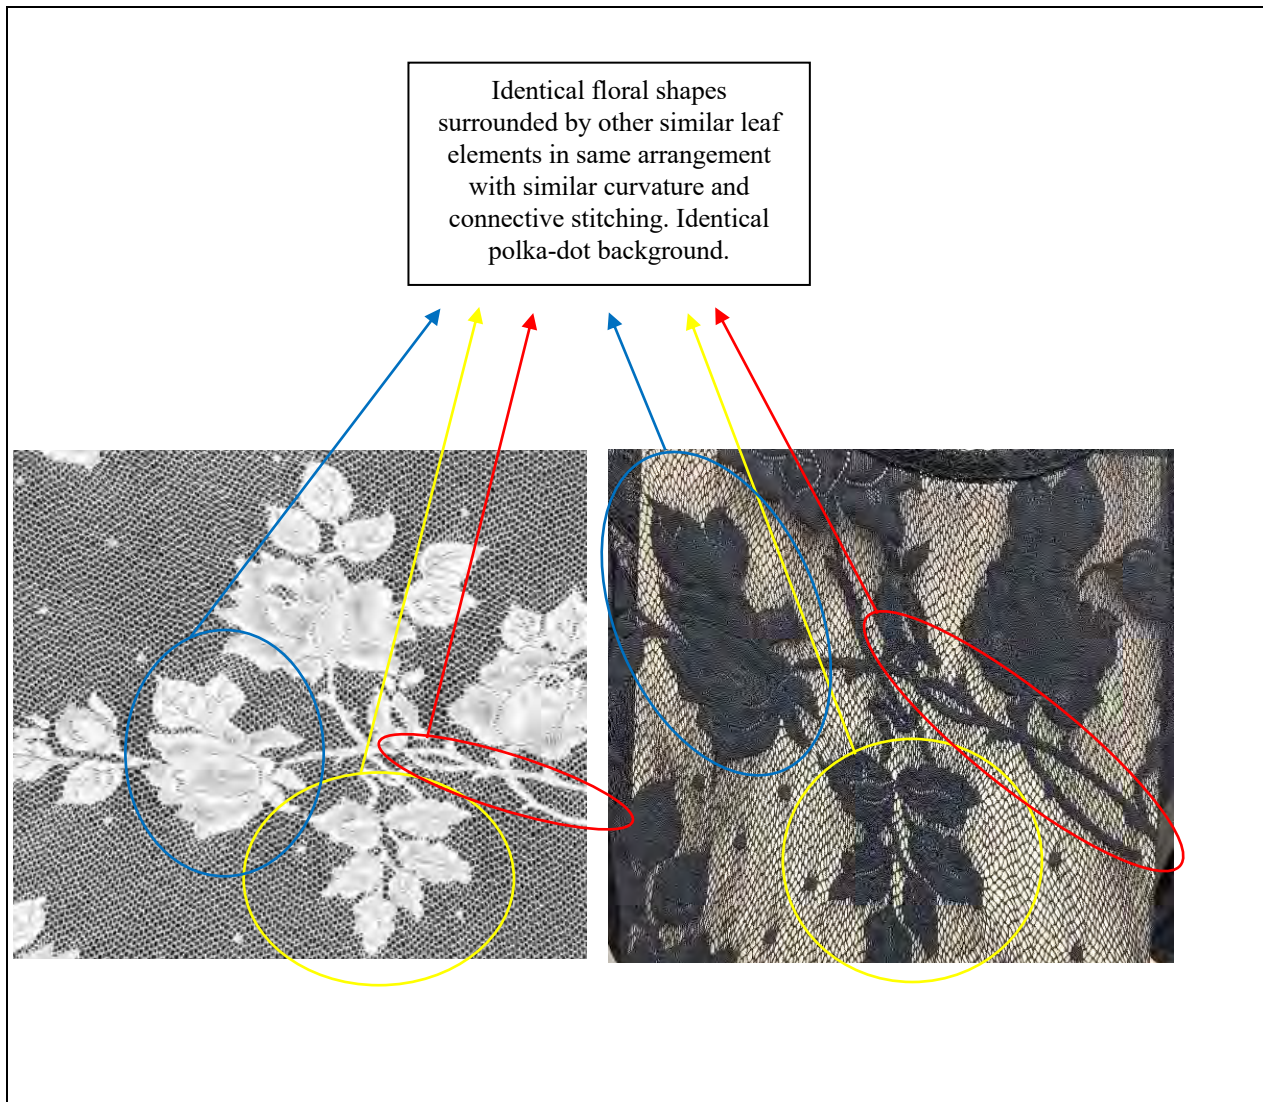 Identical floral shapes
surrounded by other similar leaf
elements in same arrangement
with similar curvature and
connective stitching. Identical
polka-dot background.